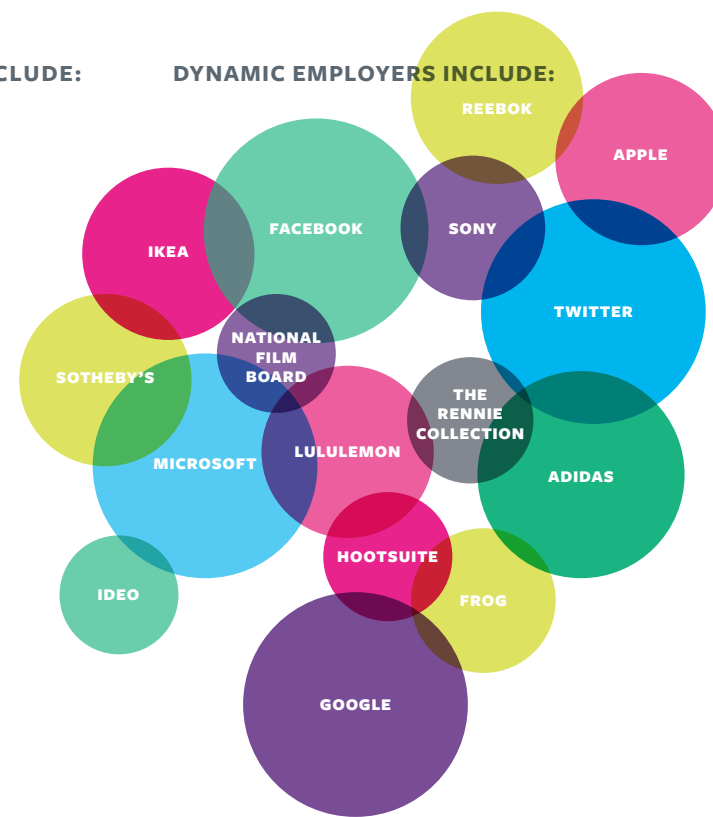 CLUDE:
DYNAMIC EMPLOYERS INCLUDE:
REEBOK
APPLE
FACEBOOK
SONY
IKEA
TWITTER
NATIONAL
FILM
BOARD
SOTHEBY'S
THE
RENNIE
COLLECTION
LULULEMON
MICROSOFT
ADIDAS
HOOTSUITE
IDEO
FROG
GOOGLE